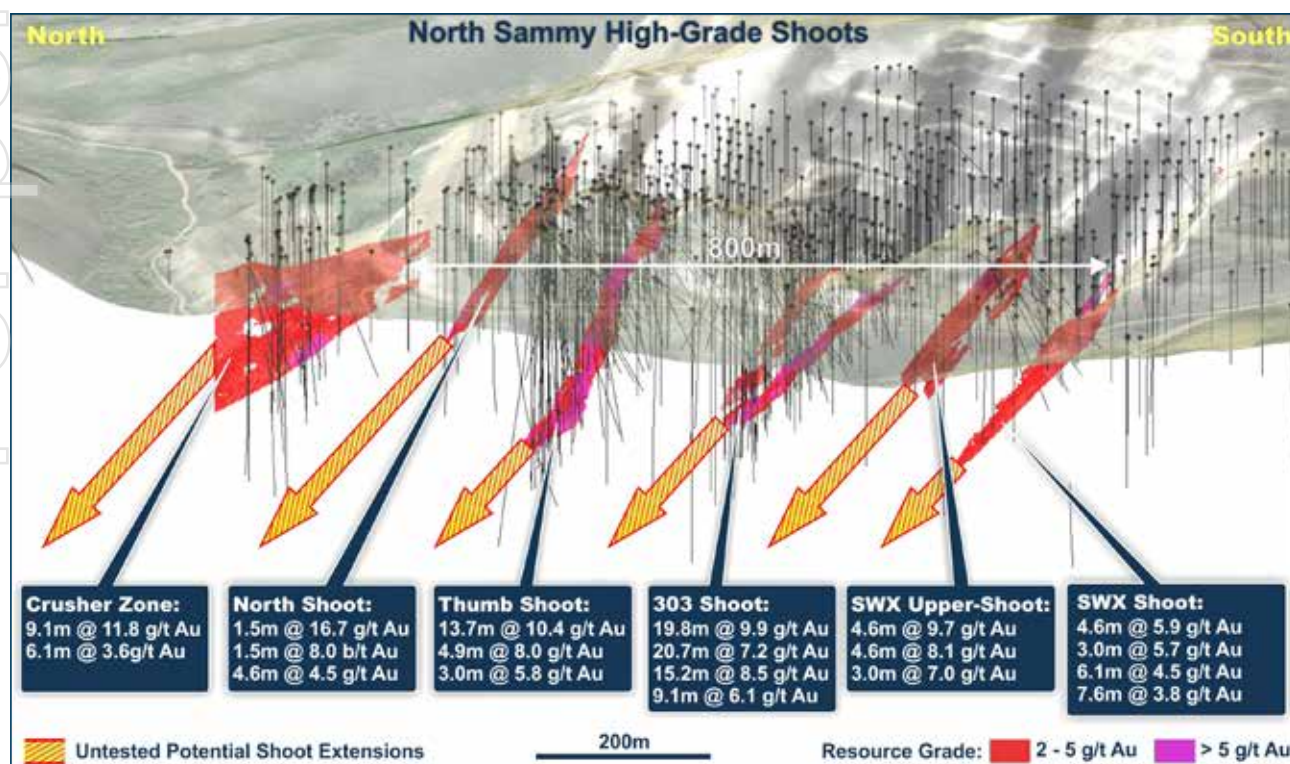 North Sammy High-Grade Shoots
North
South
800m
Crusher Zone:
9.1m @ 11.8 g/t Au
6.1m @ 3.6g/t Au
North Shoot:
1.5m @ 16.7 g/t Au
1.5m @ 8.0 b/t Au
4.6m @ 4.5 g/t Au
Thumb Shoot:
13.7m @ 10.4 g/t Au
4.9m @ 8.0 g/t Au
3.0m @ 5.8 g/t Au
303 Shoot:
19.8m @ 9.9 g/t Au
20.7m @ 7.2 g/t Au
15.2m @ 8.5 g/t Au
9.1m @ 6.1 g/t Au
SWX Upper-Shoot:
4.6m @ 9.7 g/t Au
4.6m @ 8.1 g/t Au
3.0m @ 7.0 g/t Au
SWX Shoot:
4.6m @ 5.9 g/t Au
3.0m @ 5.7 g/t Au
6.1m @ 4.5 g/t Au
7.6m @ 3.8 g/t Au
Untested Potential Shoot Extensions
200m
Resource Grade: 2 - 5 g/t Au > 5 g/t Au